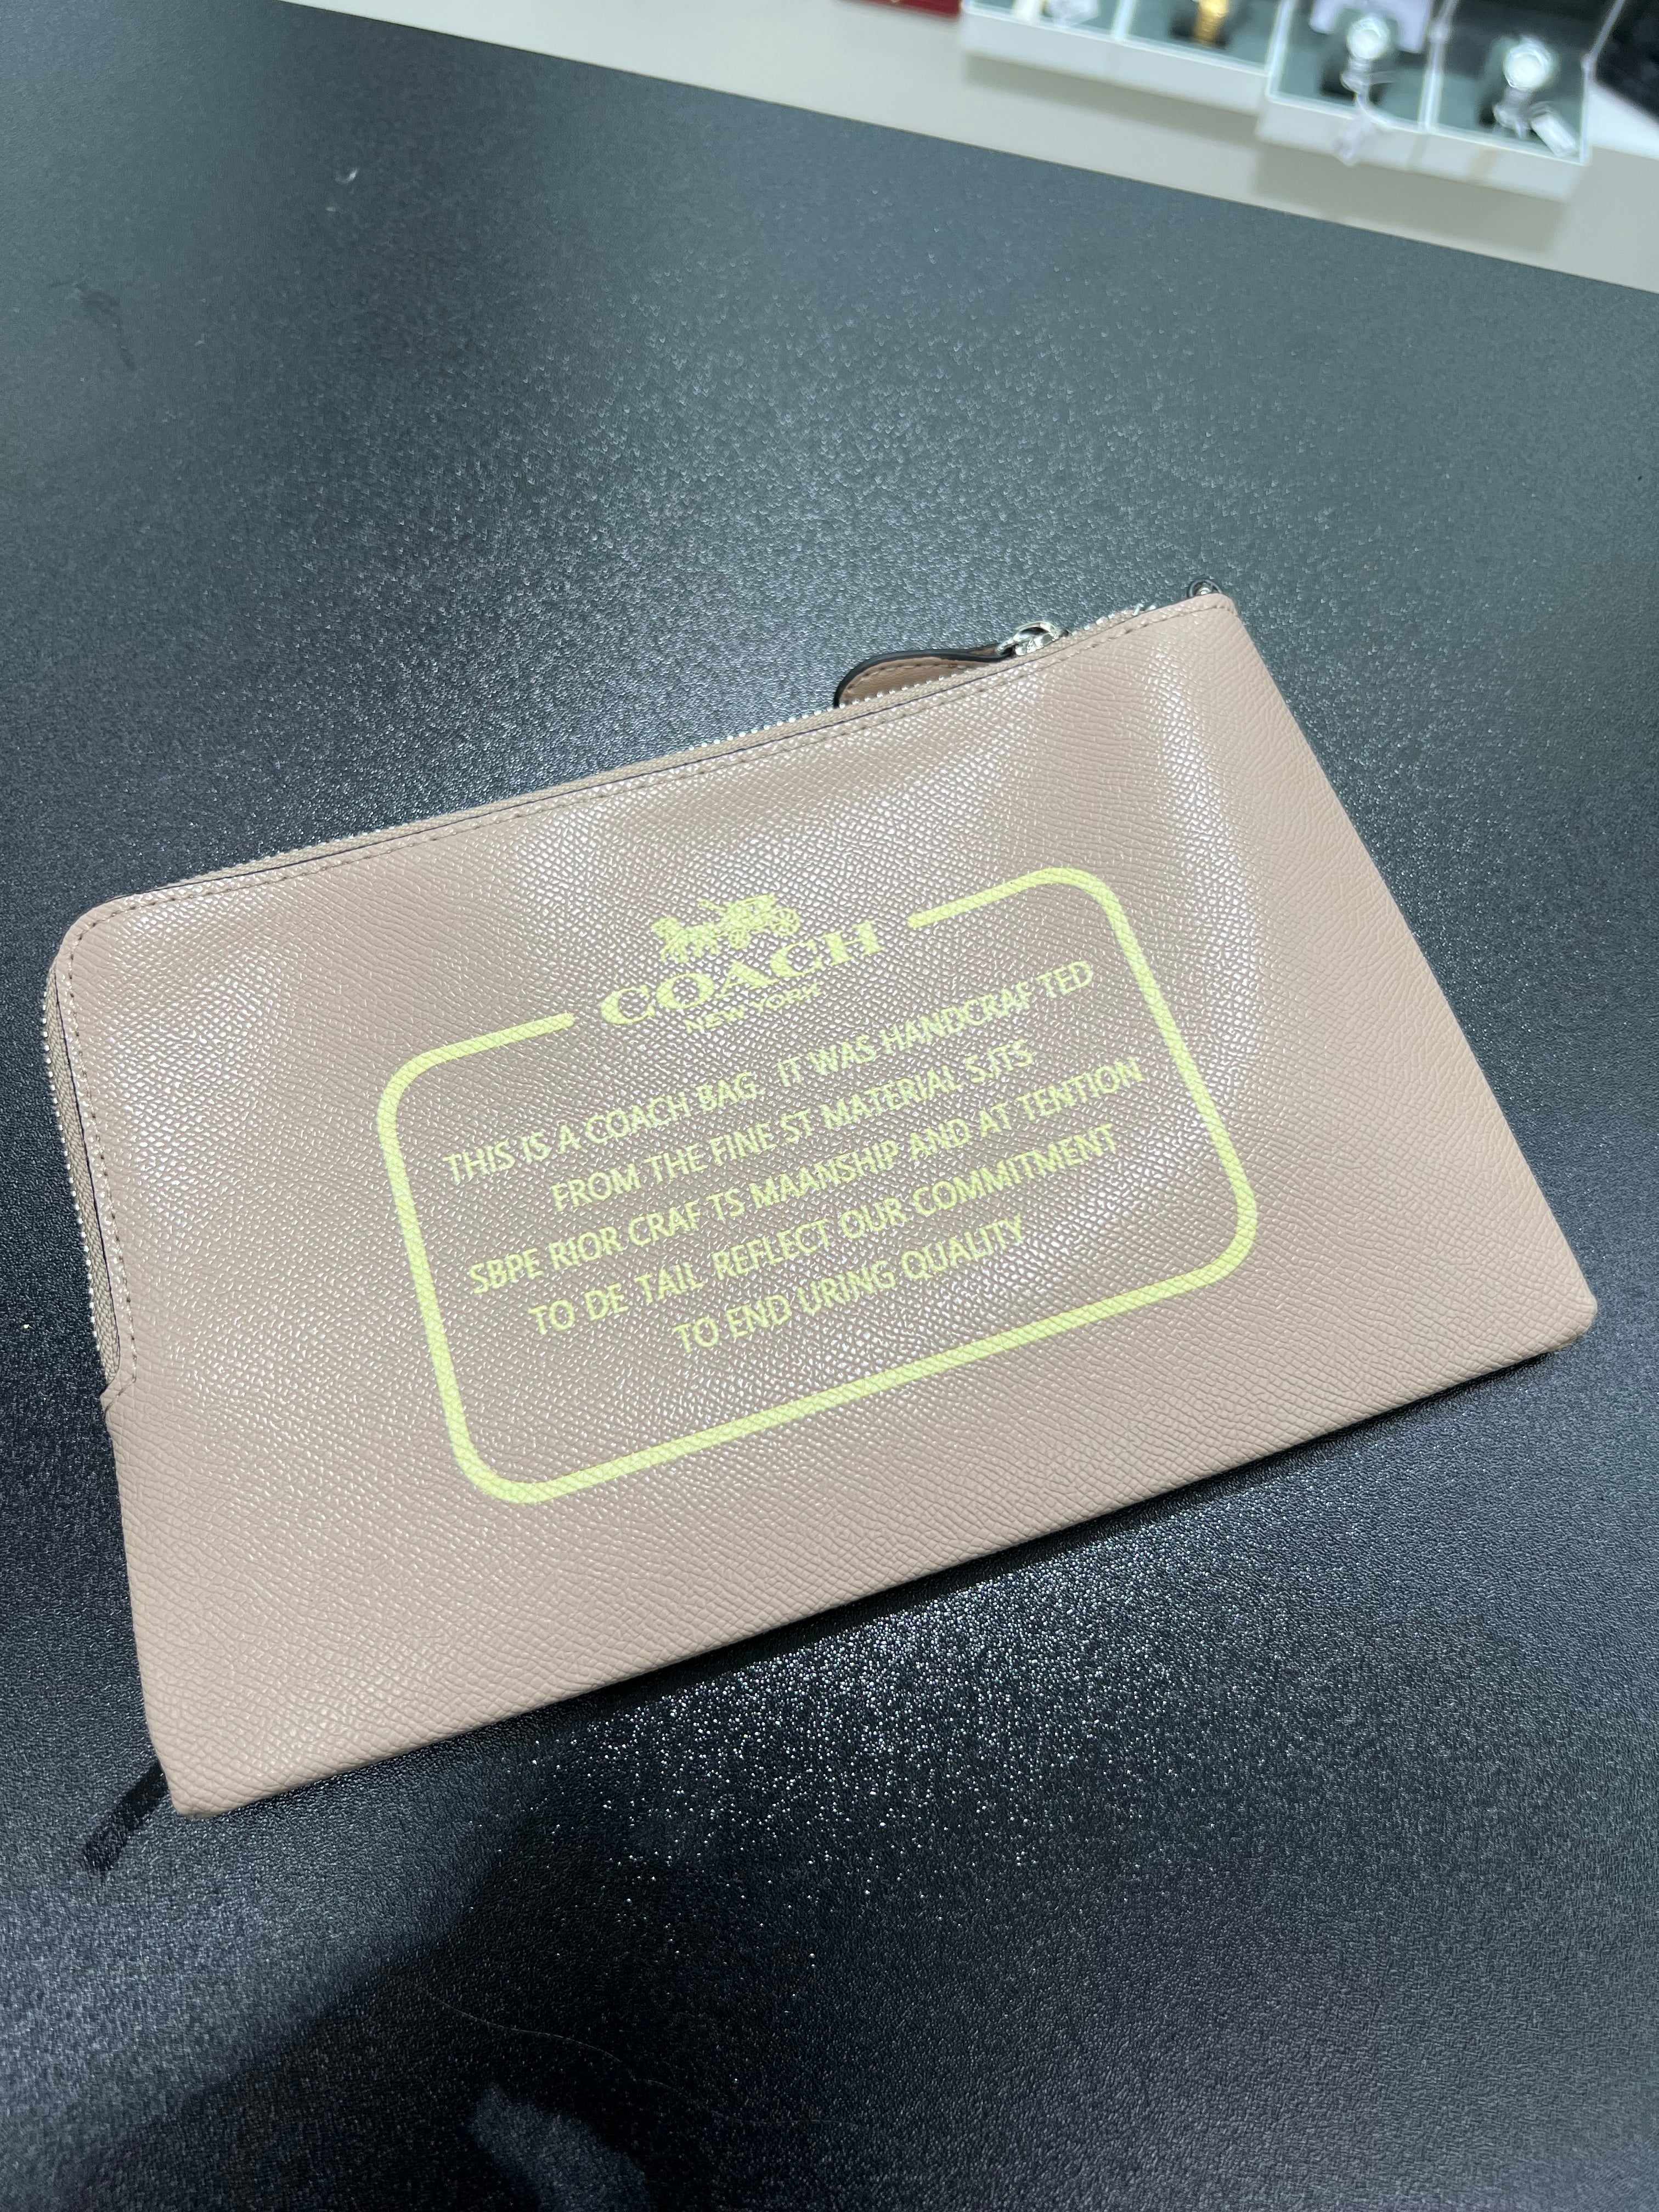 COACH
NEW YORK
THIS IS A COACH BAG. IT WAS HANDCRAF TED
FROM THE FINE ST MATERIAL S.ITS
SBPE RIOR CRAF TS MAANSHIP AND AT TENTION
TO DE TAIL REFLECT OUR COMMITMENT
TO END URING QUALITY